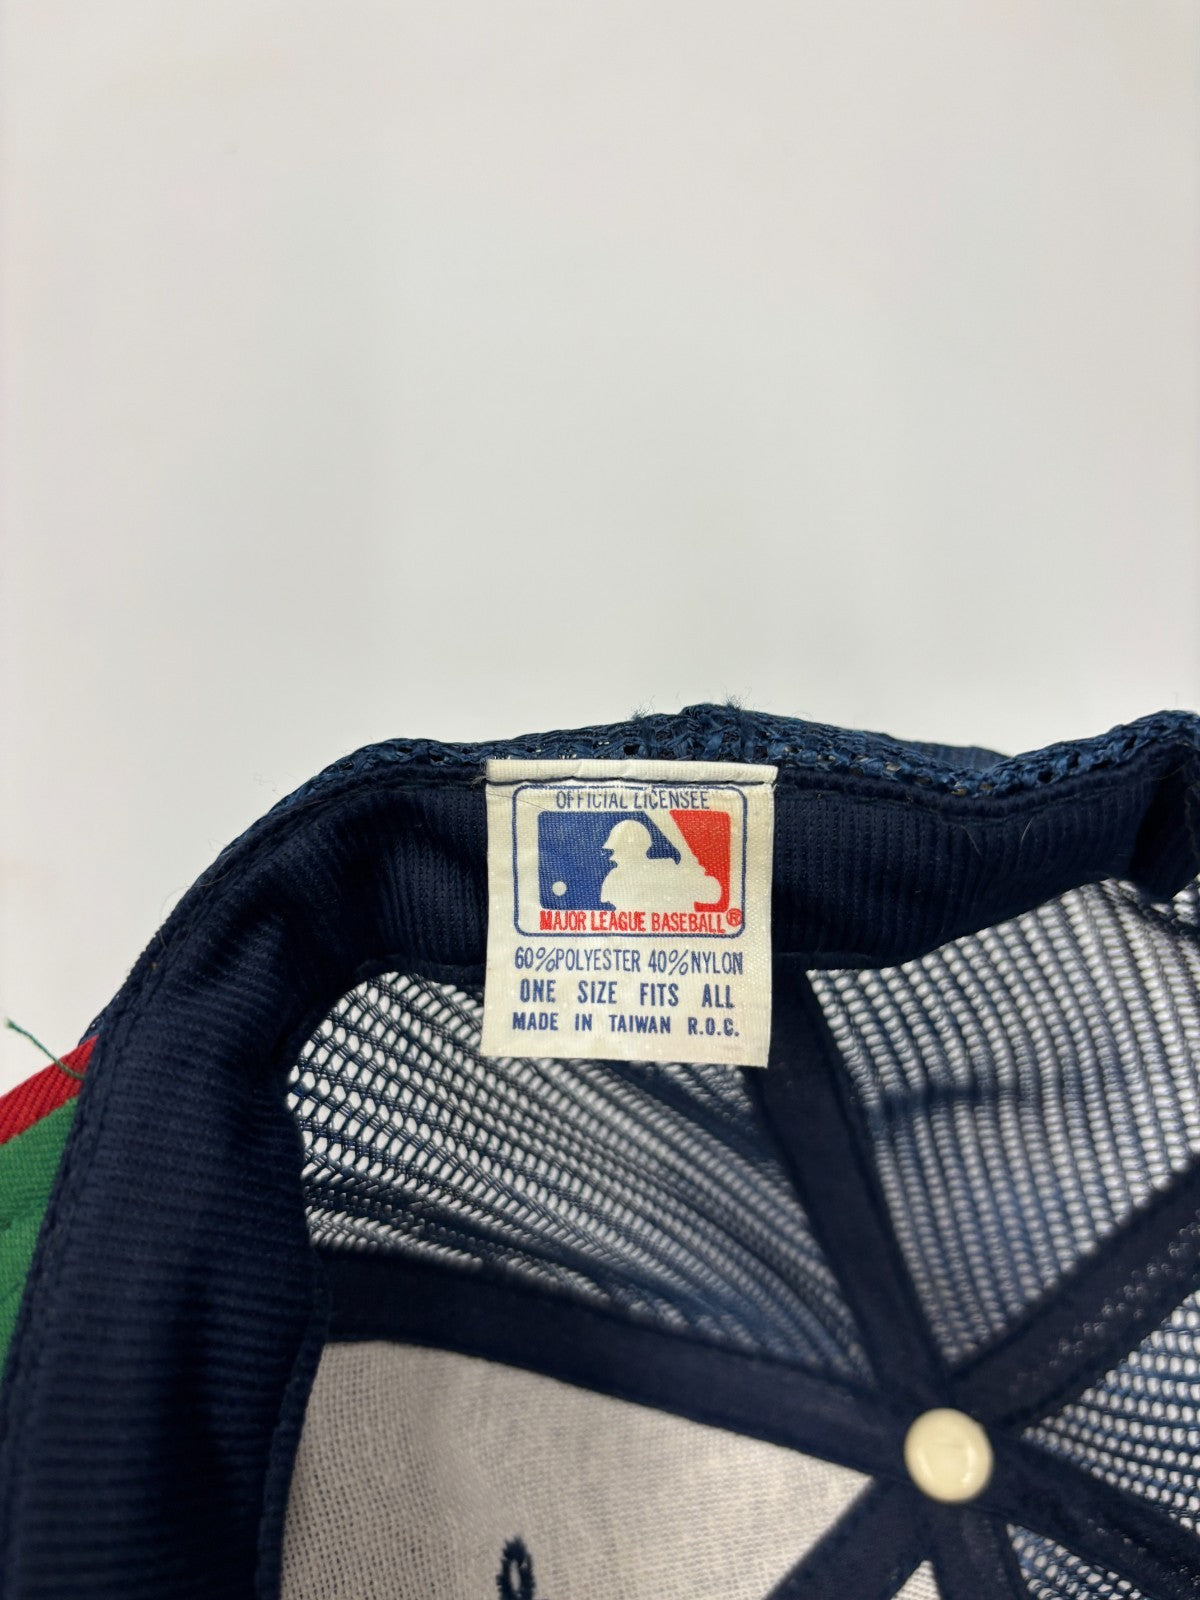 OFFICIAL LICENSEE
MAJOR LEAGUE BASEBALL®
60% POLYESTER 40% NYLON
ONE SIZE FITS ALL
MADE IN TAIWAN R.O.C.